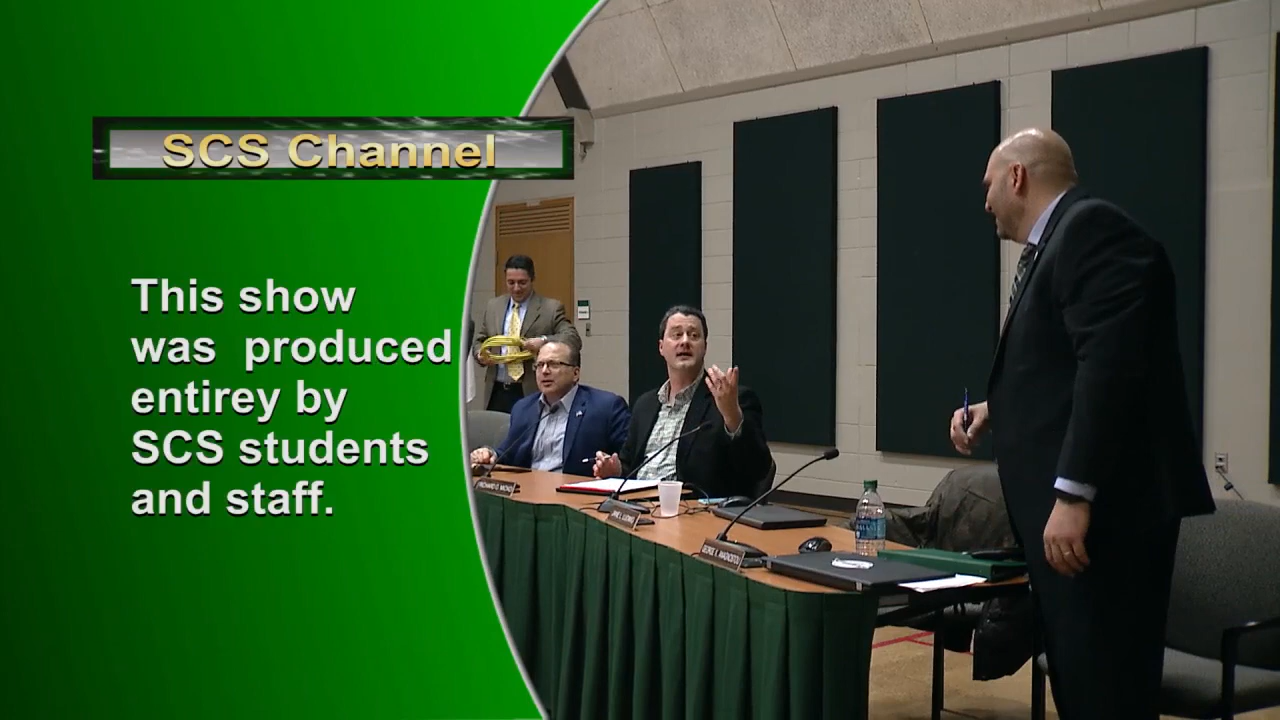 SCS Channel
This show
was  produced
entirey by
SCS students
and staff.